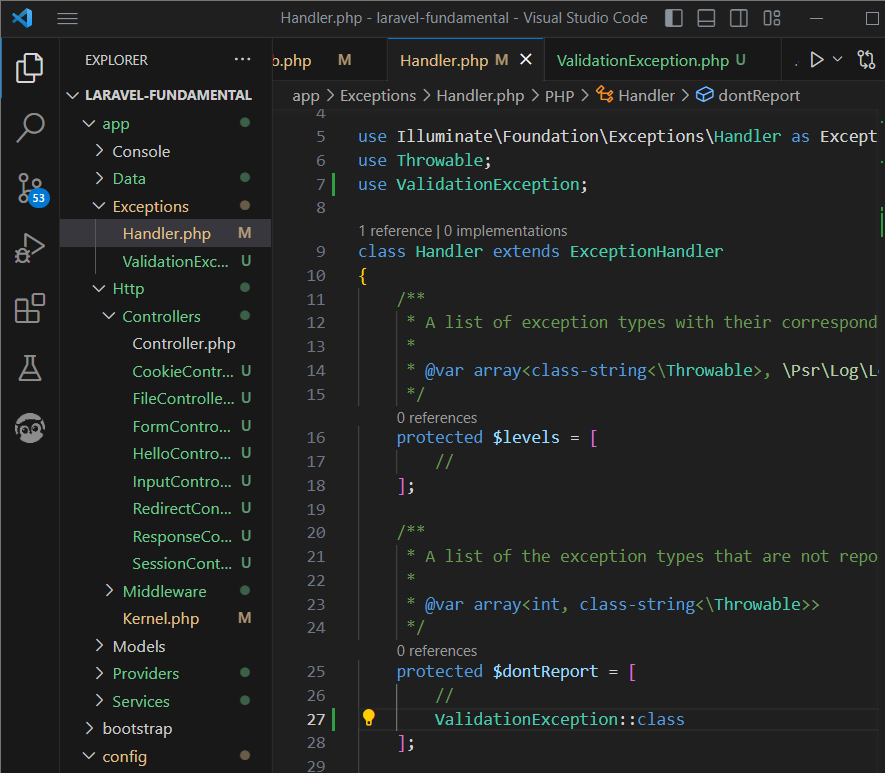 Handler.php - laravel-fundamental - Visual Studio Code
EXPLORER
···
LARAVEL-FUNDAMENTAL
app
Console
Data
Exceptions
Handler.php M
ValidationExc... U
Http
Controllers
Controller.php
CookieContr... U
FileControlle... U
FormContro... U
HelloContro... U
InputContro... U
RedirectCon... U
ResponseCo... U
SessionCont... U
Middleware
Kernel.php M
Models
Providers
Services
bootstrap
config
53
b.php M
Handler.php M
ValidationException.php U
app > Exceptions > Handler.php > PHP > Handler > dontReport
4
5 use Illuminate\Foundation\Exceptions\Handler as Except
6 use Throwable;
7 use ValidationException;
8
1 reference | 0 implementations
9 class Handler extends ExceptionHandler
10 {
11 /**
12 * A list of exception types with their correspond
13 *
14 * @var array<class-string<\Throwable>, \Psr\Log\L
15 */
0 references
16 protected $levels = [
17 //
18 ];
19
20 /**
21 * A list of the exception types that are not repo
22 *
23 * @var array<int, class-string<\Throwable>>
24 */
0 references
25 protected $dontReport = [
26 //
27 ValidationException::class
28 ];
29